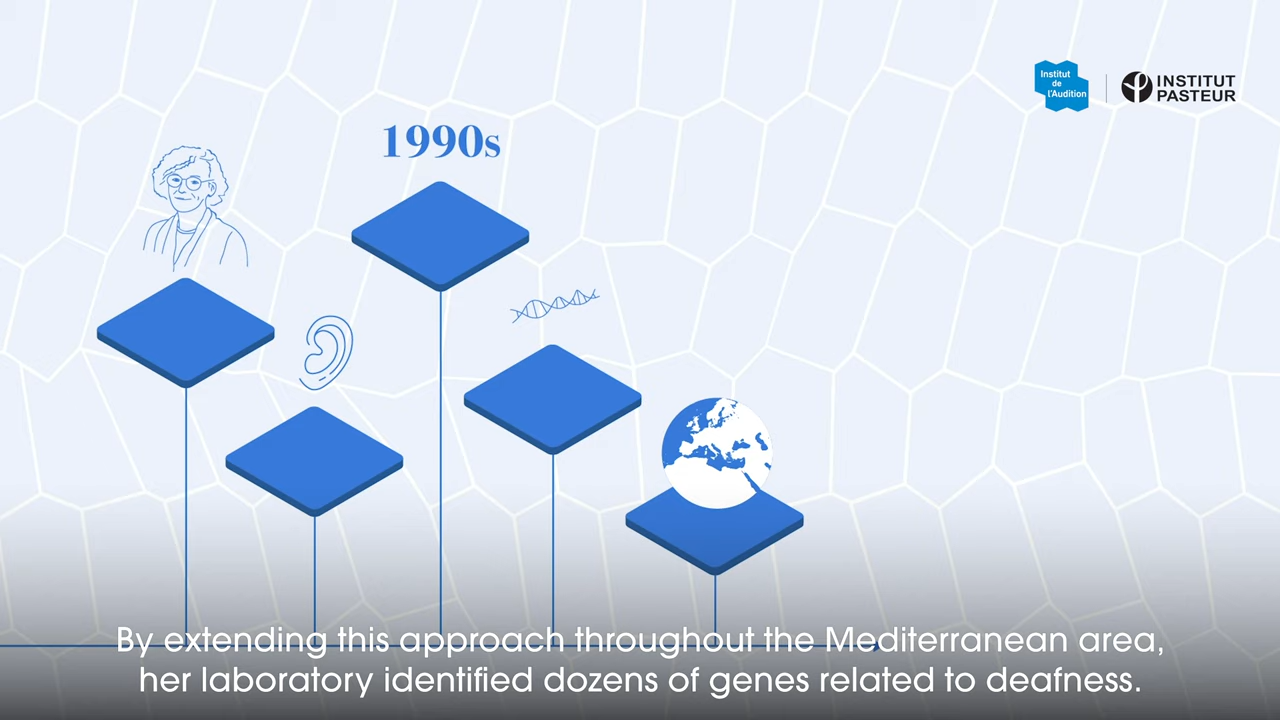 Institut
de
l'Audition
INSTITUT
PASTEUR
1990s
By extending this approach throughout the Mediterranean area,
her laboratory identified dozens of genes related to deafness.